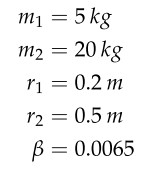 m₁ = 5 kg
m₂ = 20 kg
r₁ = 0.2 m
r₂ = 0.5 m
β = 0.0065